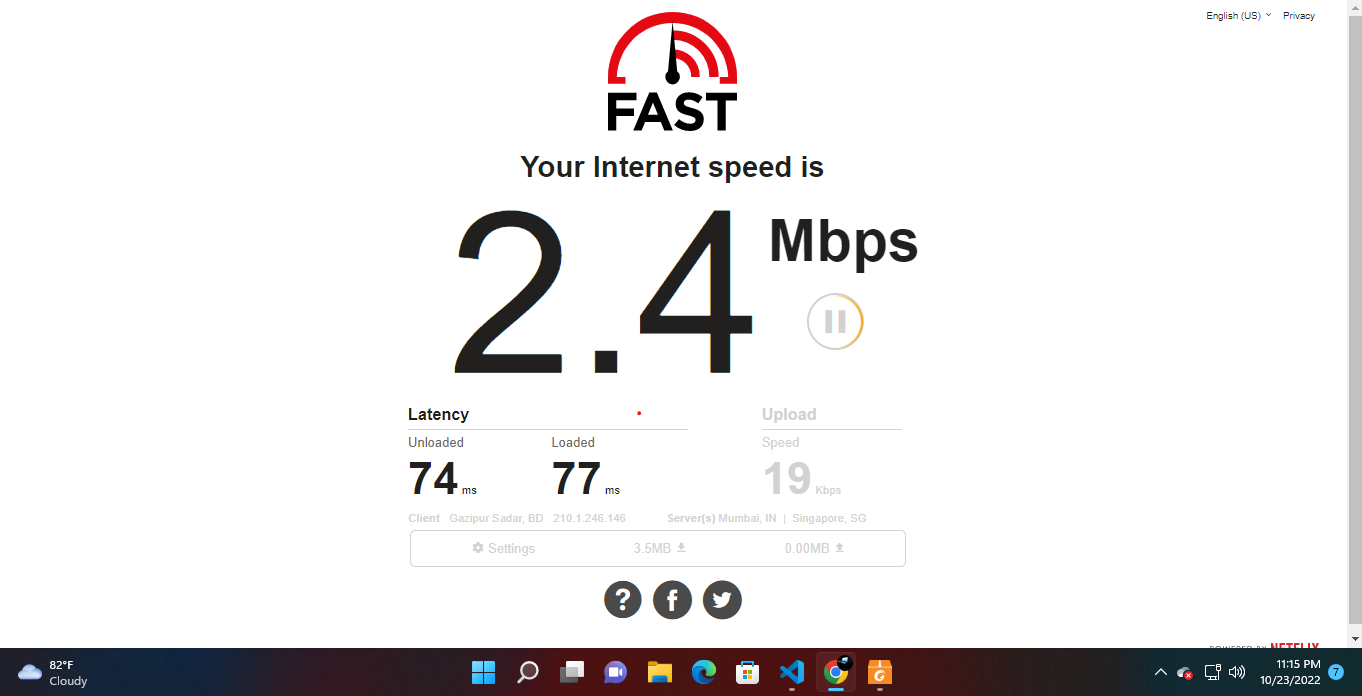 English (US) Privacy
FAST
Your Internet speed is
2.4 Mbps
Latency Upload
Unloaded Loaded Speed
74 ms 77 ms 19 Kbps
Client Gazipur Sadar, BD 210.1.246.146 Server(s) Mumbai, IN | Singapore, SG
Settings 3.5MB 0.00MB
POWERED BY NETFLIX
82°F
Cloudy
11:15 PM
10/23/2022
7